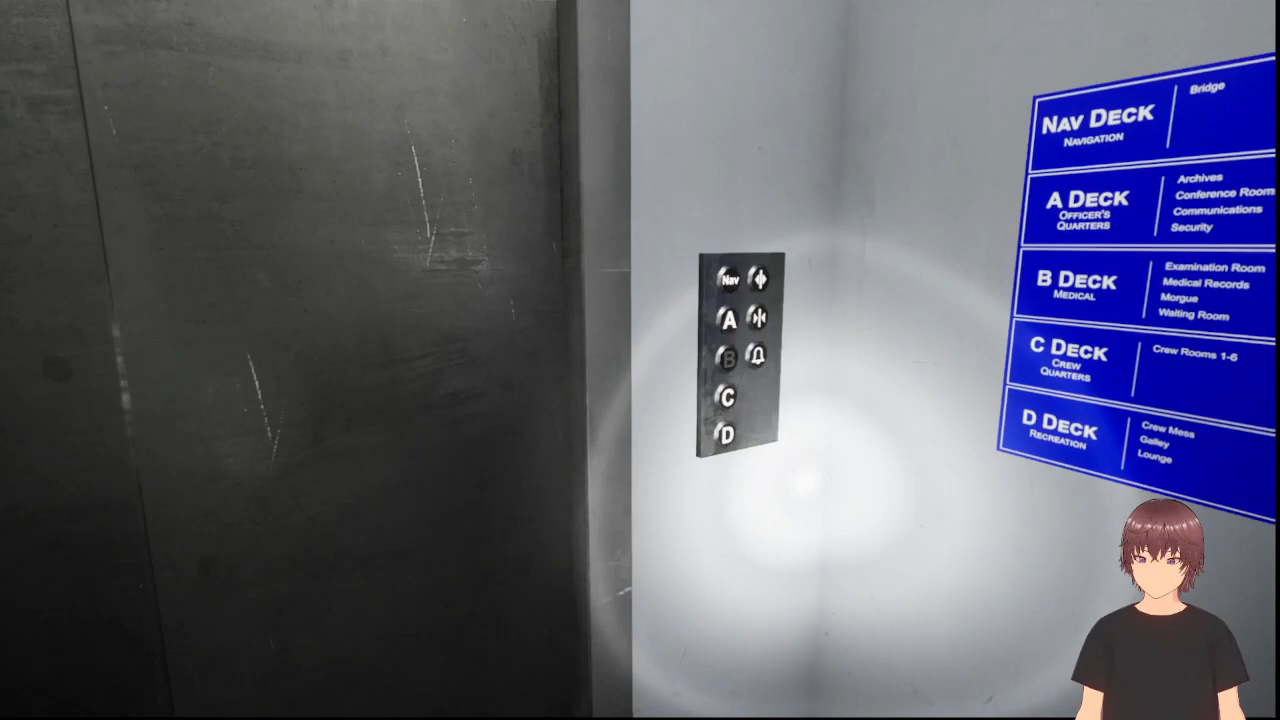 Nav
A
B
C
D
NAV DECK
NAVIGATION
Bridge
A DECK
OFFICER'S
QUARTERS
Archives
Conference Room
Communications
Security
B DECK
MEDICAL
Examination Room
Medical Records
Morgue
Waiting Room
C DECK
CREW
QUARTERS
Crew Rooms 1-6
D DECK
RECREATION
Crew Mess
Galley
Lounge